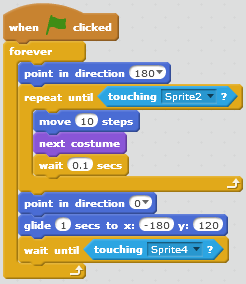 when clicked
forever
point in direction 180
repeat until touching Sprite2 ?
move 10 steps
next costume
wait 0.1 secs
point in direction 0
glide 1 secs to x: -180 y: 120
wait until touching Sprite4 ?